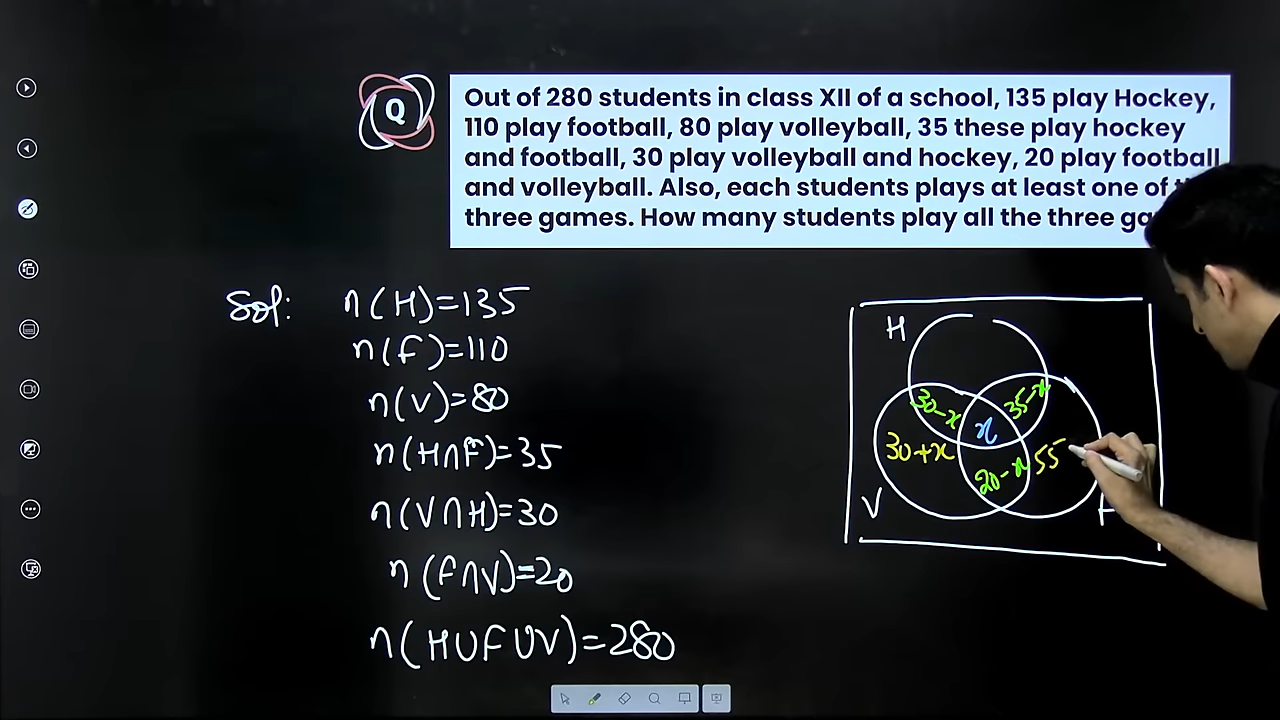 Q
Out of 280 students in class XII of a school, 135 play Hockey,
110 play football, 80 play volleyball, 35 these play hockey
and football, 30 play volleyball and hockey, 20 play football
and volleyball. Also, each students plays at least one of
three games. How many students play all the three
Sol: n(H)=135
n(F)=110
n(V)=80
n(H∩F)=35
n(V∩H)=30
n(F∩V)=20
n(H∪F∪V)=280
H
30-x
35-x
x
30+x
55
20-x
V
F